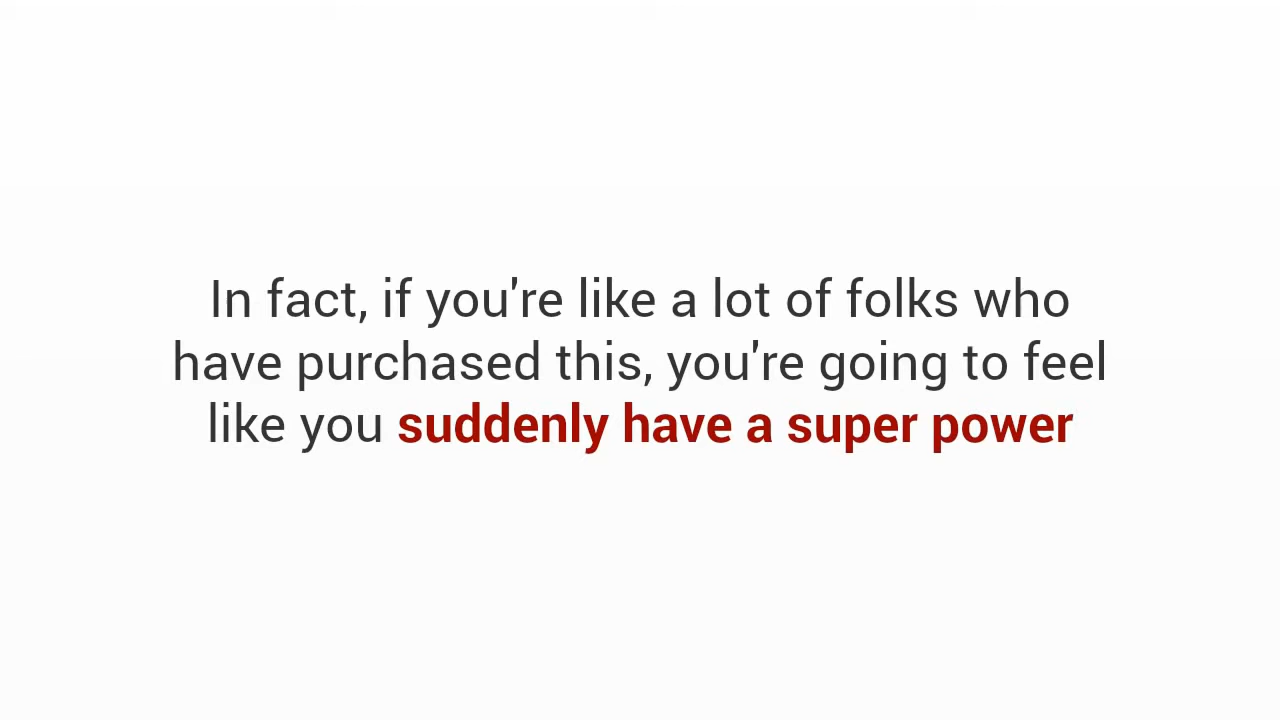 In fact, if you're like a lot of folks who
have purchased this, you're going to feel
like you suddenly have a super power